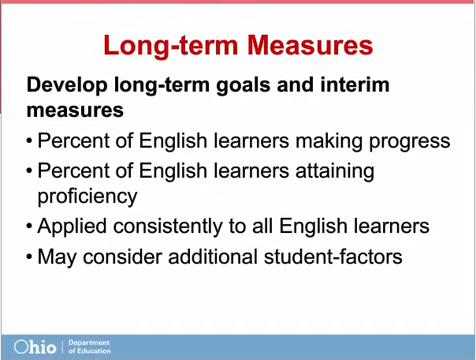 Long-term Measures
Develop long-term goals and interim
measures
• Percent of English learners making progress
• Percent of English learners attaining
proficiency
• Applied consistently to all English learners
• May consider additional student-factors
Ohio
Department
of Education